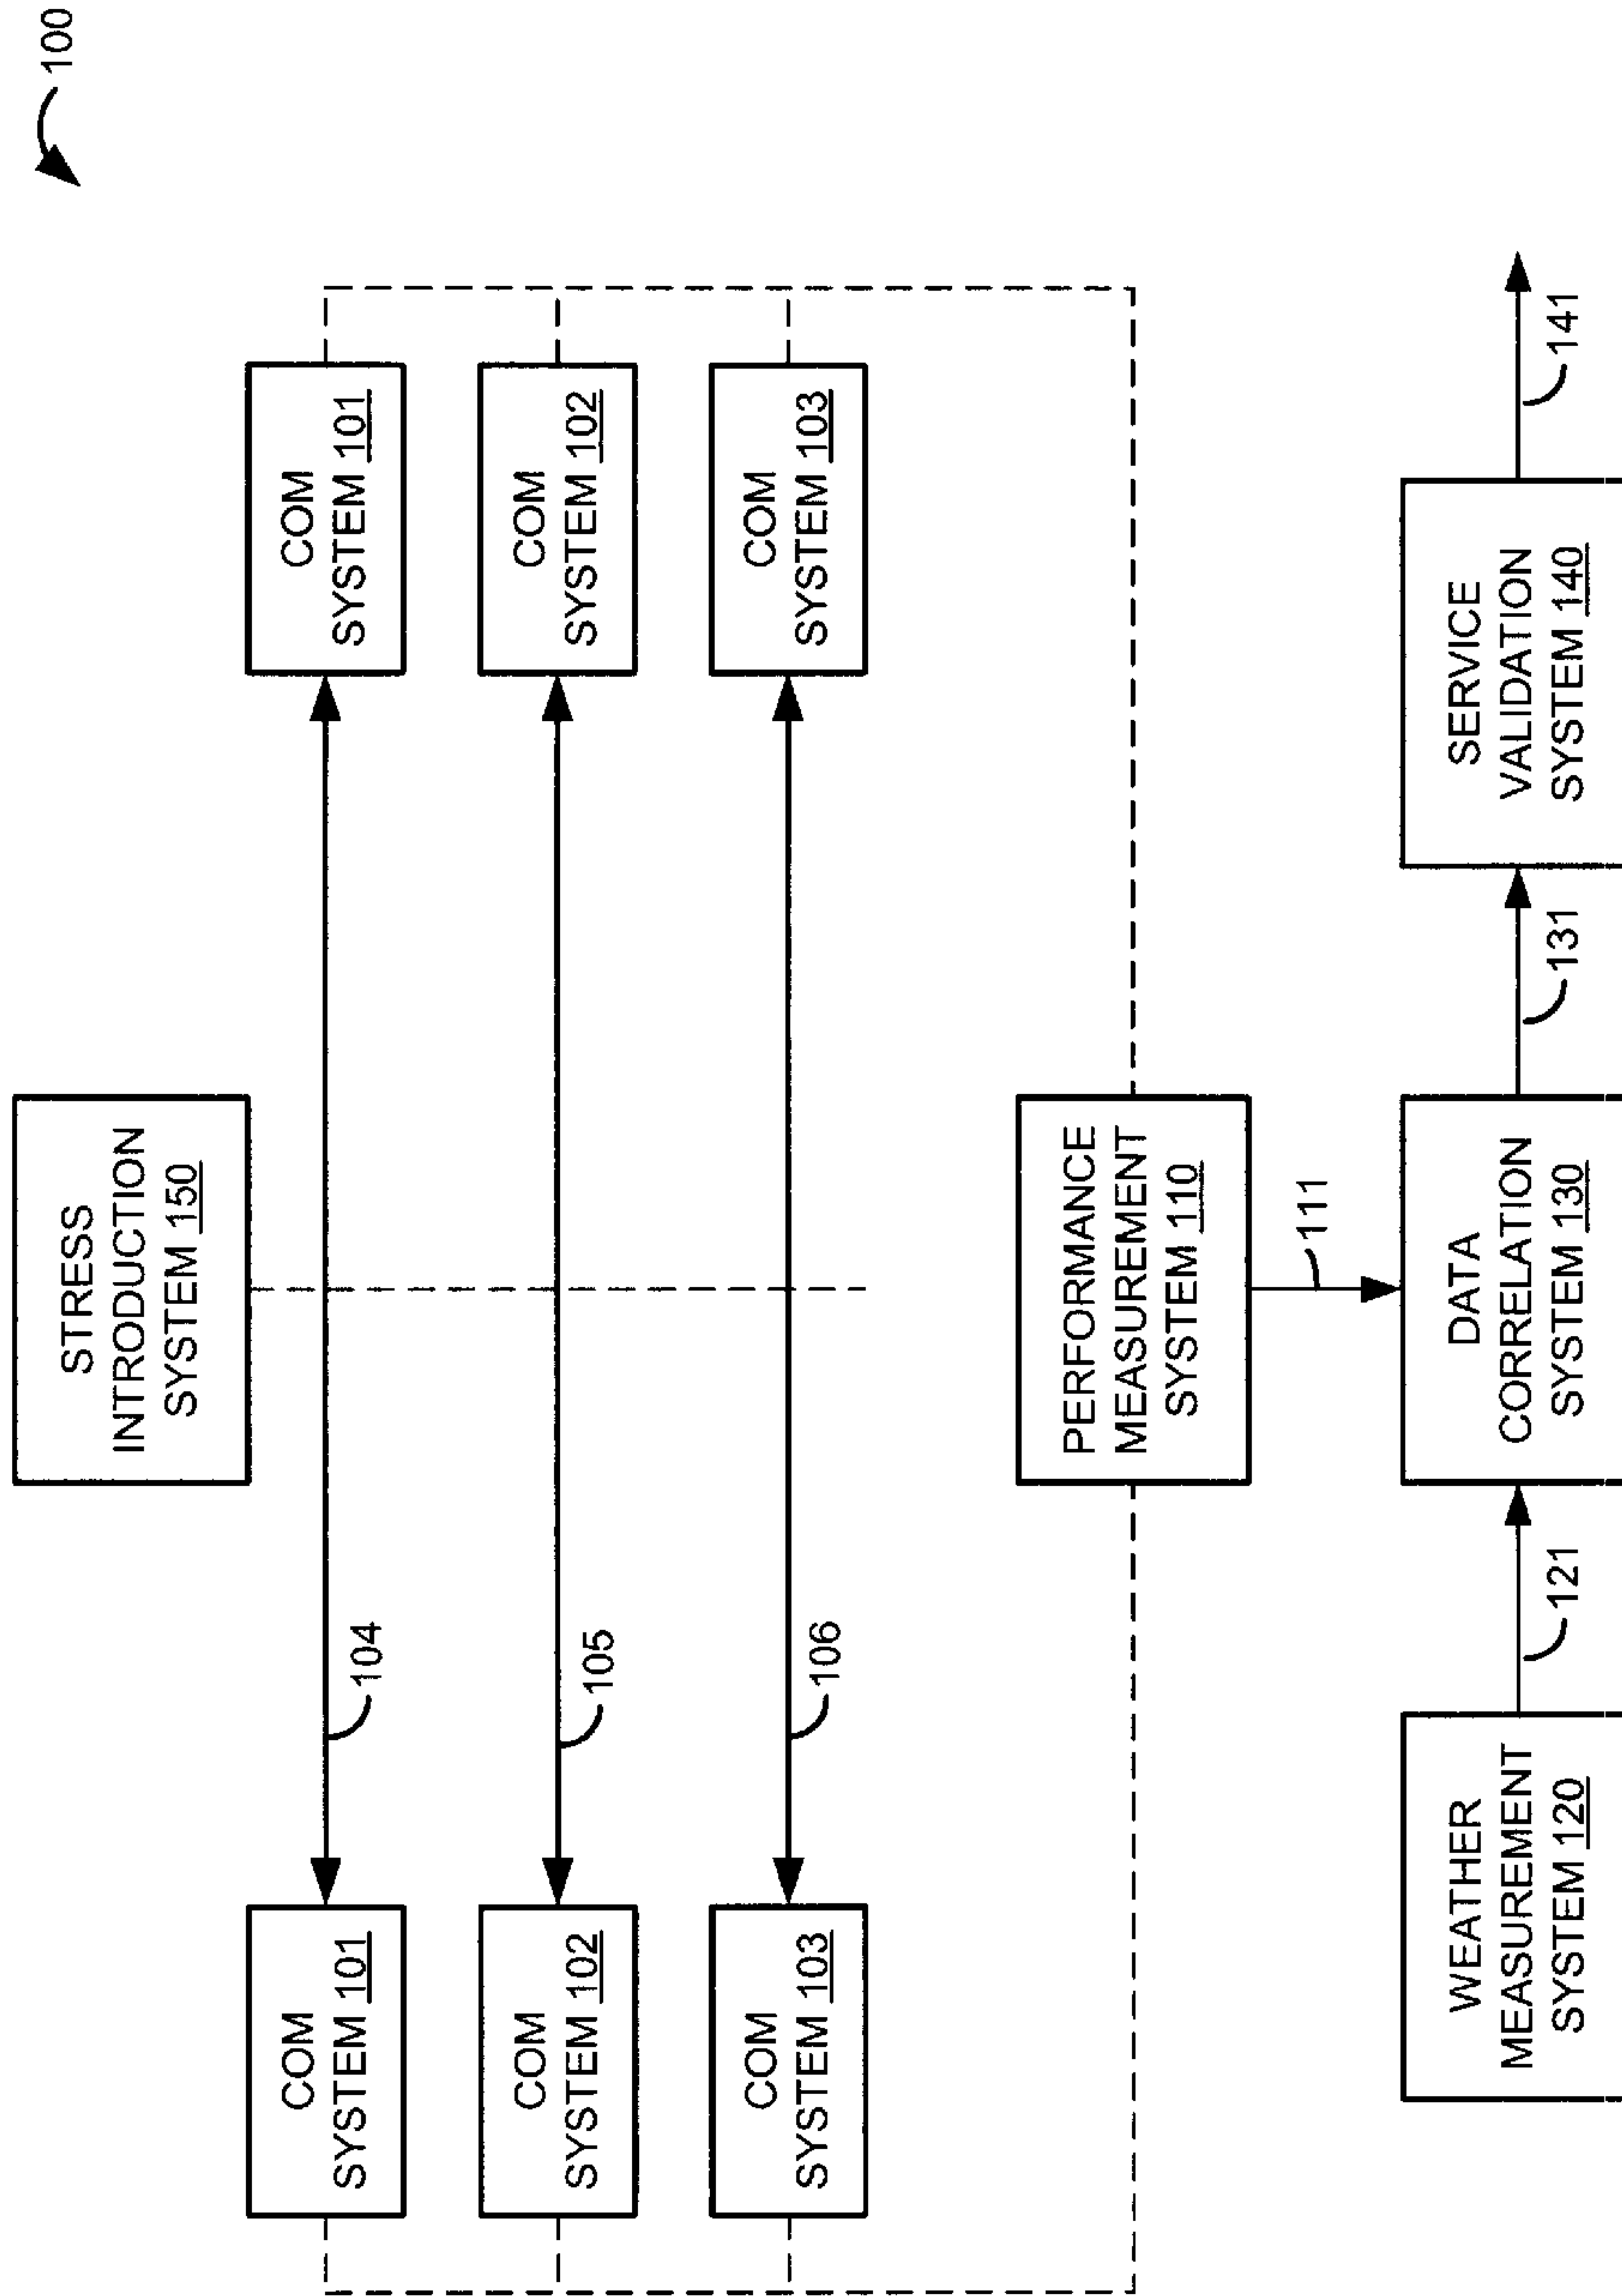 100
STRESS
INTRODUCTION
SYSTEM 150
COM
SYSTEM 101
104
COM
SYSTEM 101
COM
SYSTEM 102
105
COM
SYSTEM 102
COM
SYSTEM 103
106
COM
SYSTEM 103
PERFORMANCE
MEASUREMENT
SYSTEM 110
111
WEATHER
MEASUREMENT
SYSTEM 120
121
DATA
CORRELATION
SYSTEM 130
131
SERVICE
VALIDATION
SYSTEM 140
141